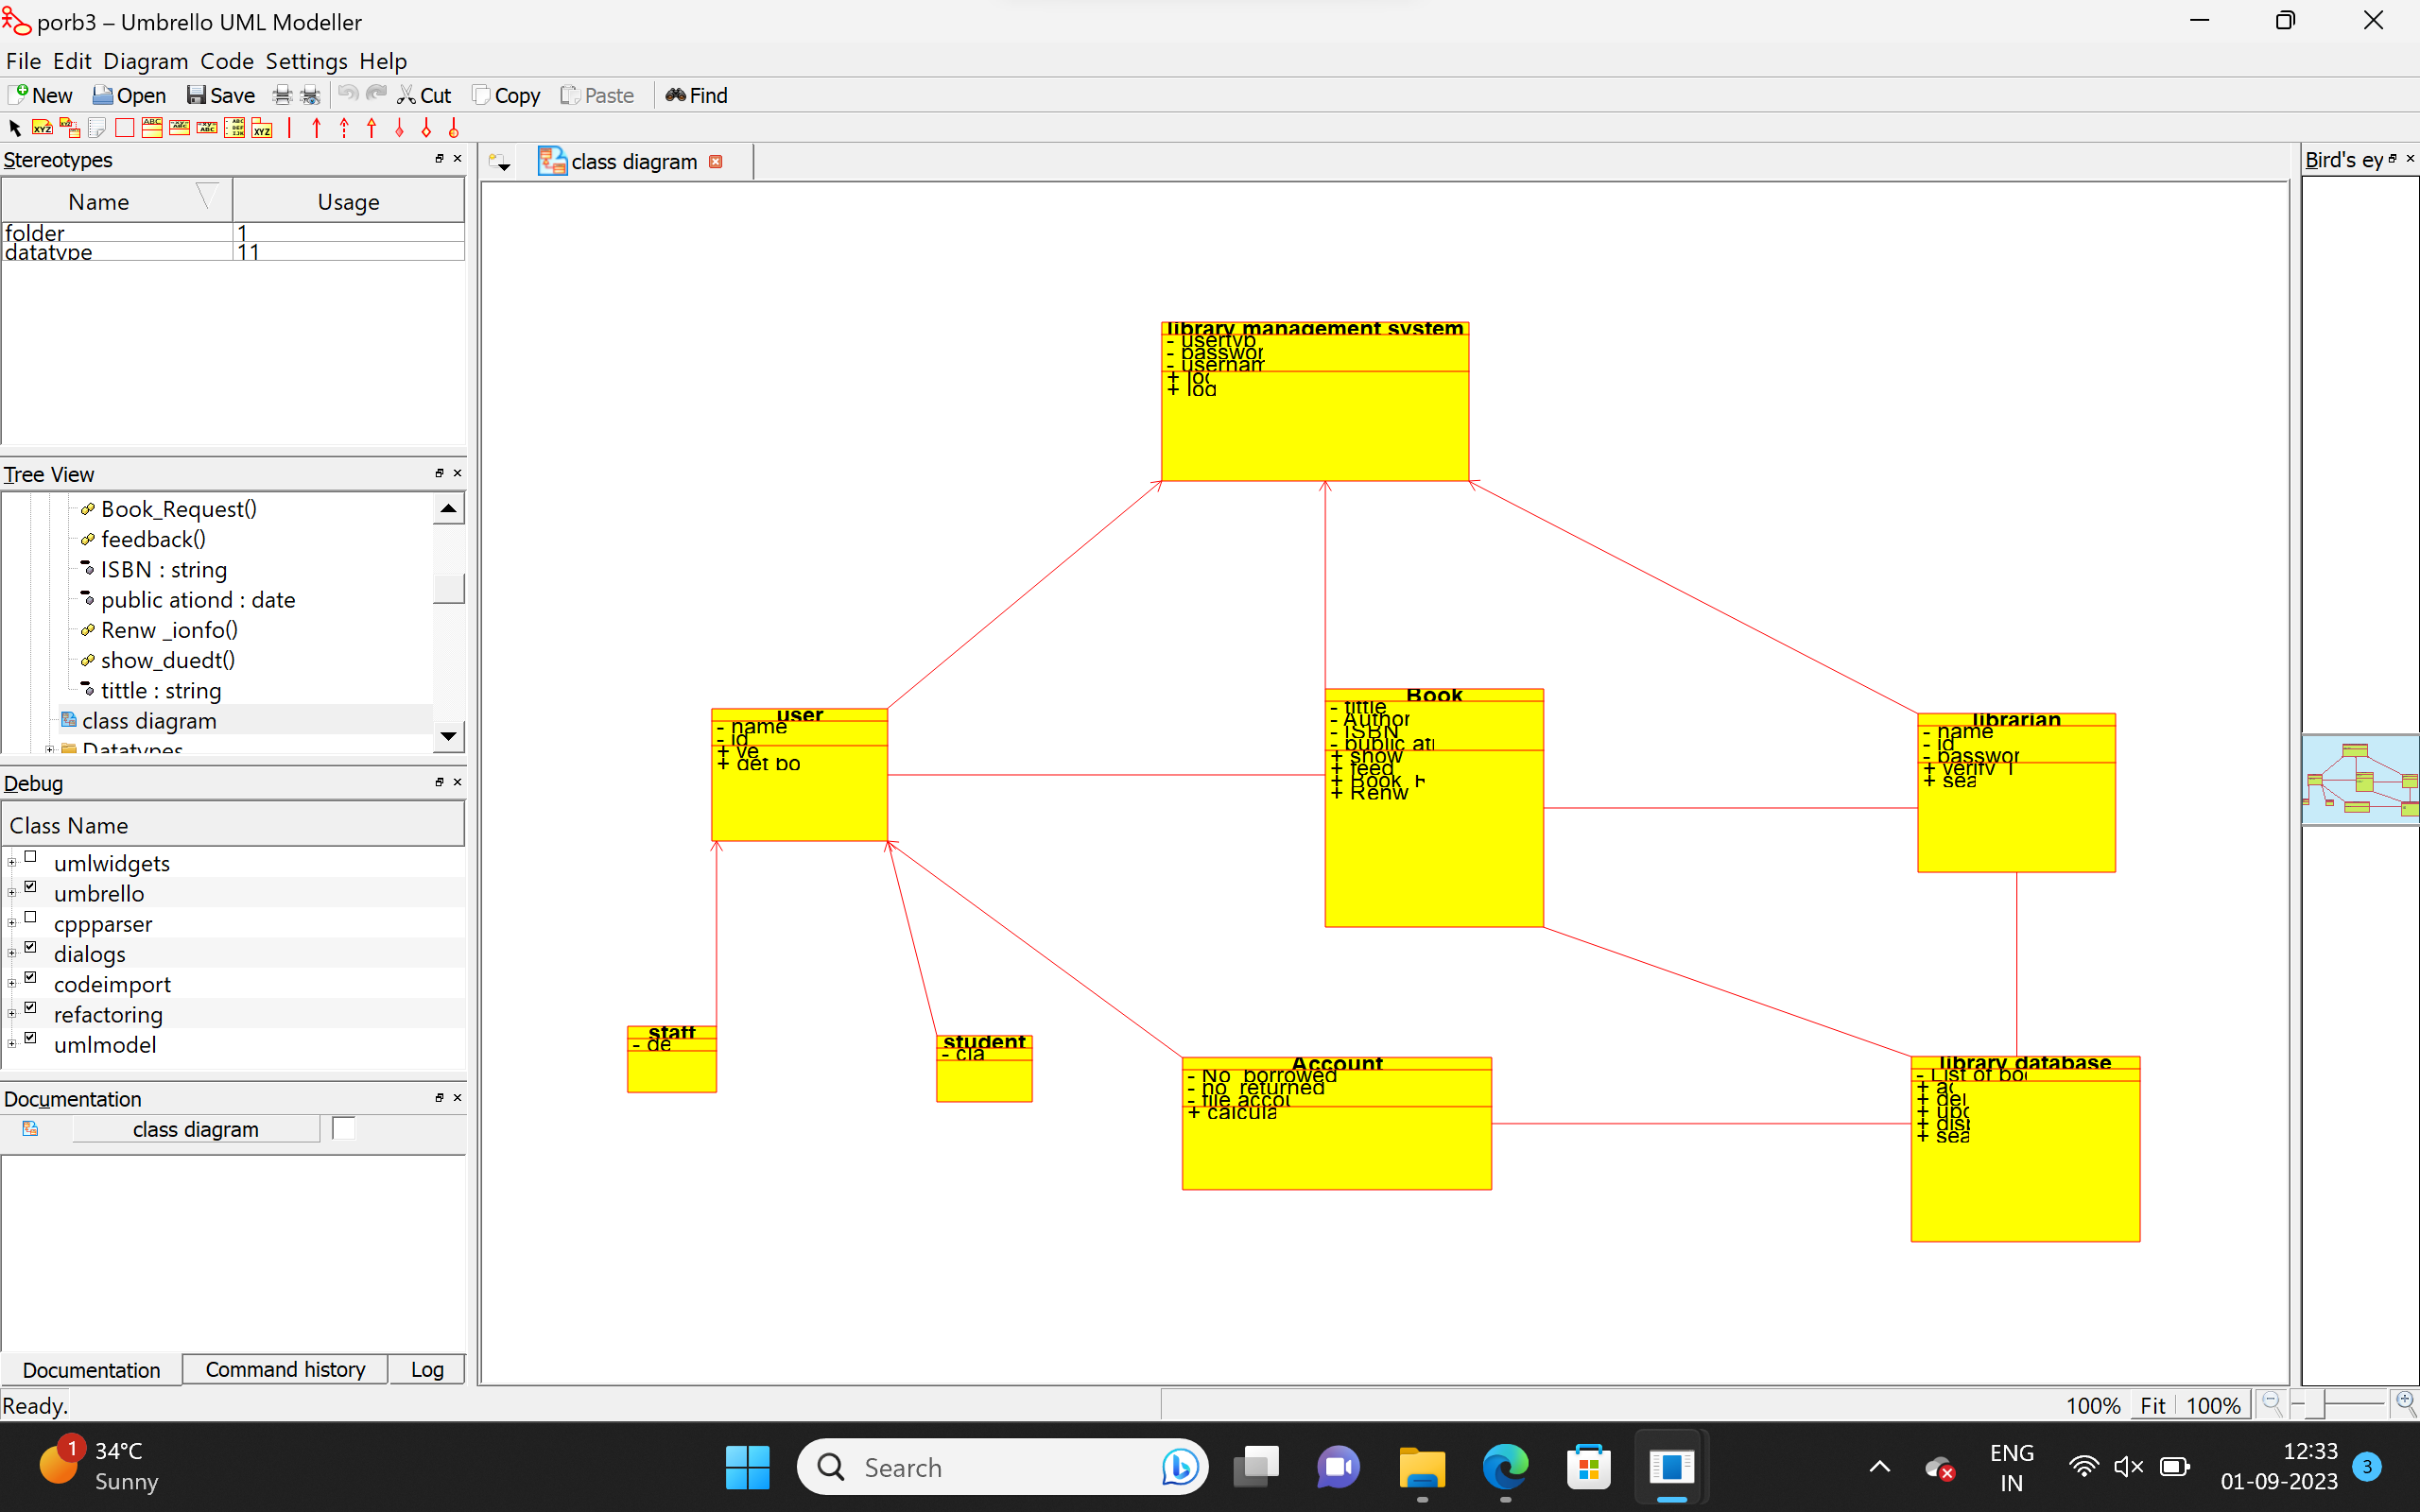 porb3 – Umbrello UML Modeller
File Edit Diagram Code Settings Help
New Open Save Cut Copy Paste Find
Stereotypes
Name Usage
folder 1
datatype 11
Tree View
Book_Request()
feedback()
ISBN : string
public ationd : date
Renw _ionfo()
show_duedt()
tittle : string
class diagram
Datatypes
Debug
Class Name
umlwidgets
umbrello
cppparser
dialogs
codeimport
refactoring
umlmodel
Documentation
class diagram
Documentation Command history Log
Ready.
class diagram
Bird's ey
library management system
- usertyp
- passwor
- usernam
+ log
+ log
user
- name
- id
+ ve
+ get bo
Book
- tittle
- Author
- ISBN
- public ati
+ show
+ feed
+ Book_
+ Renw
librarian
- name
- id
- passwor
+ verify_
+ sea
staff
- de
student
- cla
Account
- No_borrowed
- no_returned
- file accou
+ calcula
library database
- List of boo
+ ad
+ del
+ upd
+ disp
+ sea
100% Fit 100%
1
34°C
Sunny
Search
ENG
IN
12:33
01-09-2023
3